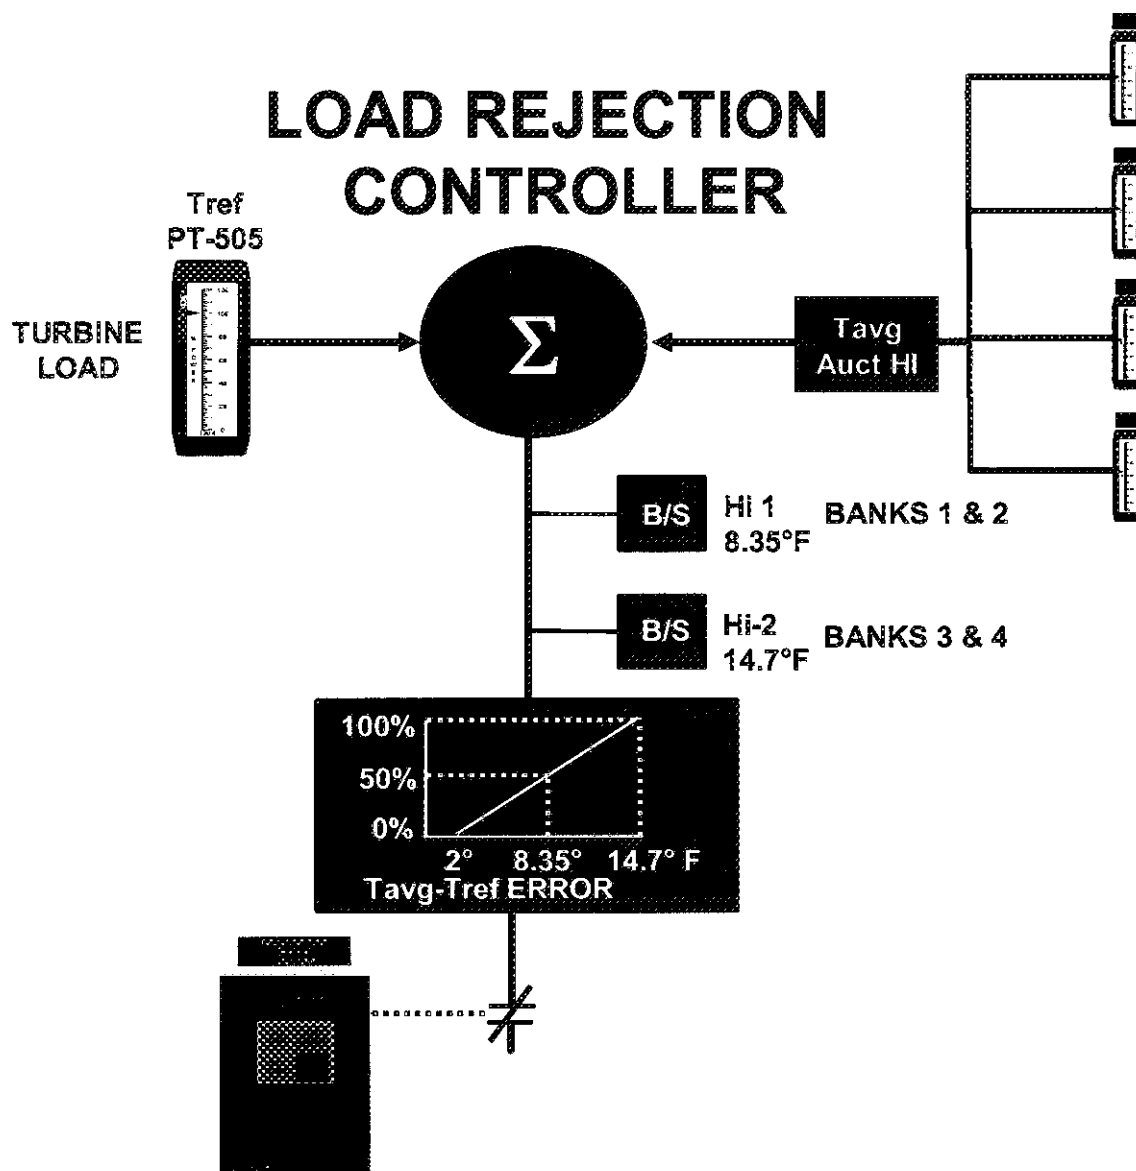 LOAD REJECTION
CONTROLLER
Tref
PT-505
TURBINE
LOAD
Σ
Tavg
Auct HI
B/S
HI 1
8.35°F
BANKS 1 & 2
B/S
Hi-2
14.7°F
BANKS 3 & 4
100%
50%
0%
2° 8.35° 14.7° F
Tavg-Tref ERROR